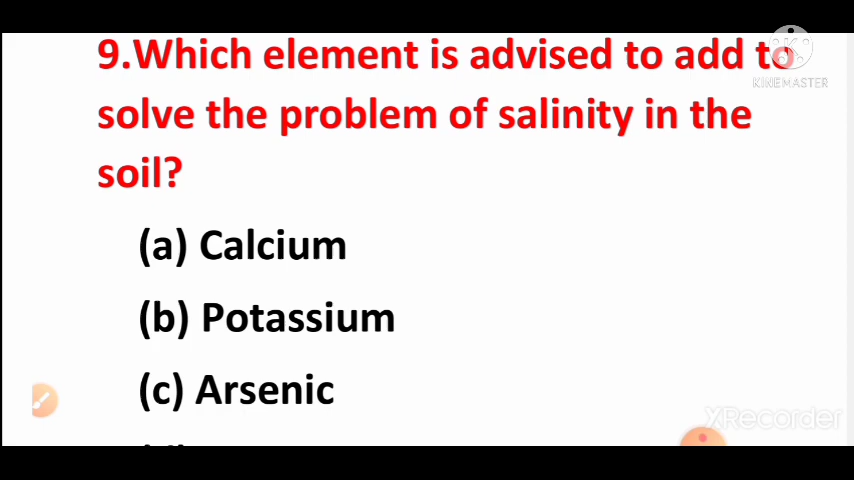 9.Which element is advised to add to
KINEMASTER
solve the problem of salinity in the
soil?
(a) Calcium
(b) Potassium
(c) Arsenic
XRecorder